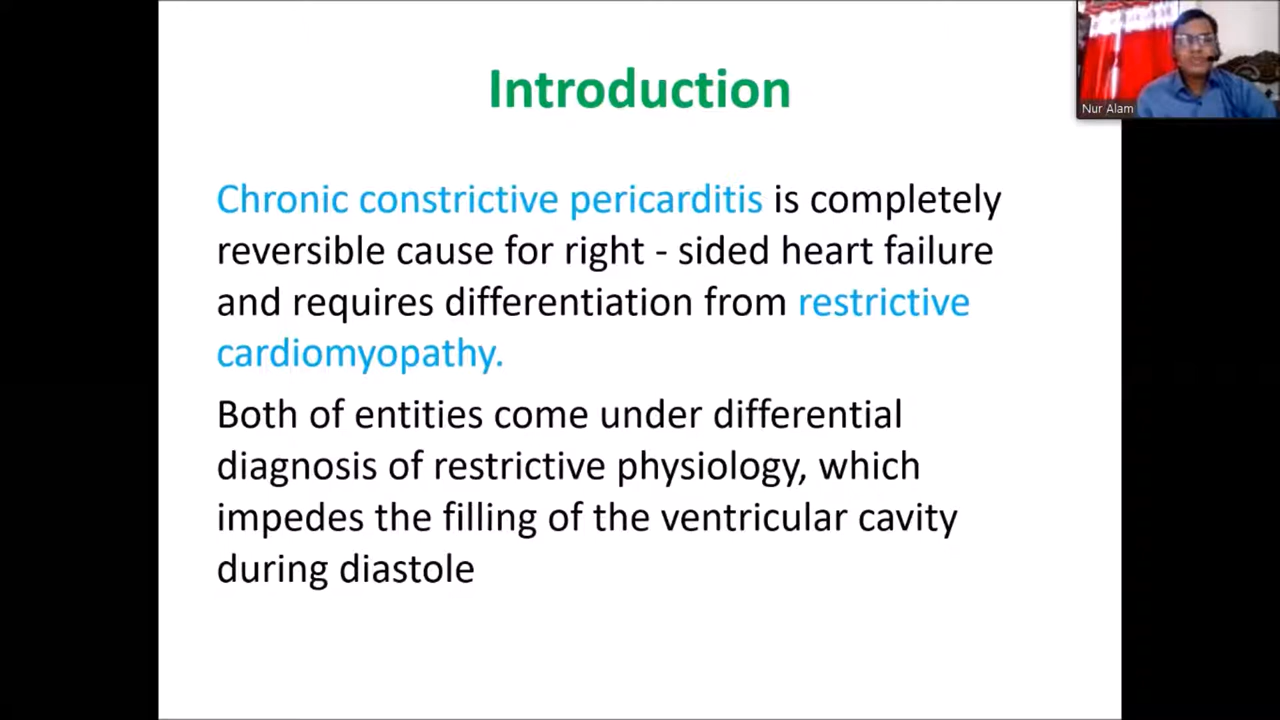 Introduction
Nur Alam
Chronic constrictive pericarditis is completely
reversible cause for right - sided heart failure
and requires differentiation from restrictive
cardiomyopathy.
Both of entities come under differential
diagnosis of restrictive physiology, which
impedes the filling of the ventricular cavity
during diastole